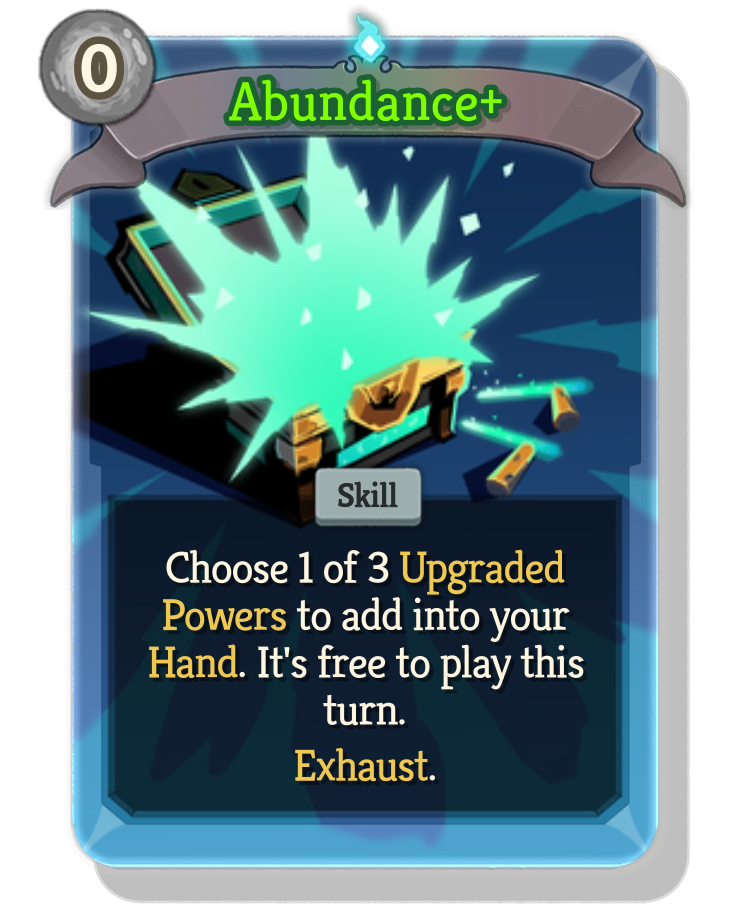 0
Abundance+
Skill
Choose 1 of 3 Upgraded
Powers to add into your
Hand. It's free to play this
turn.
Exhaust.